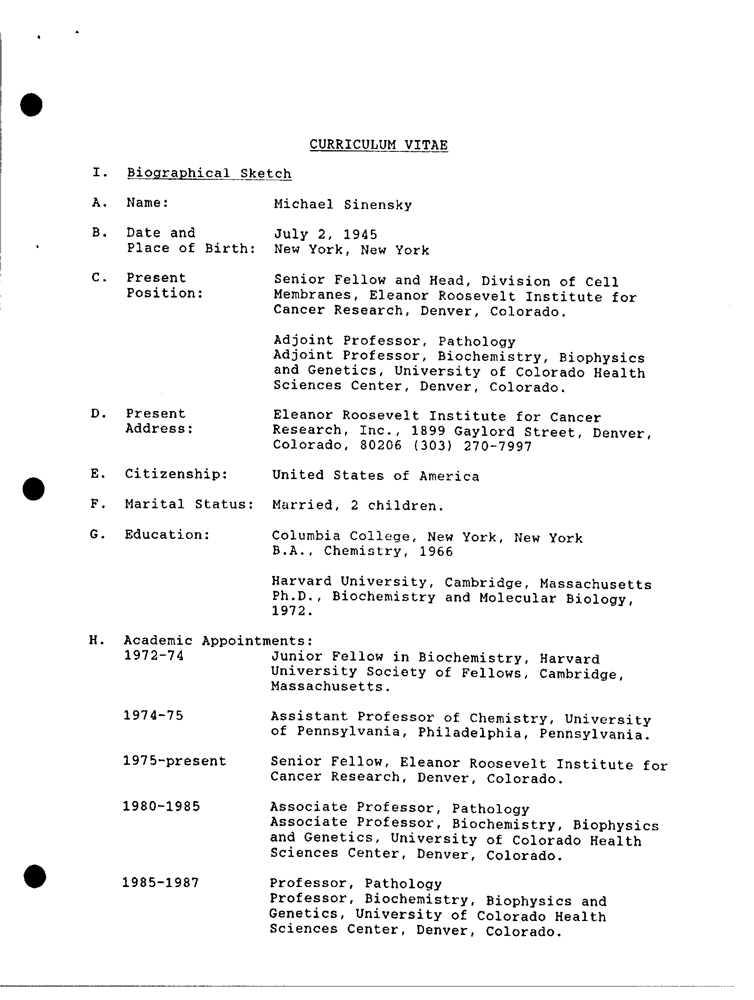 CURRICULUM VITAE
I. Biographical Sketch
A. Name: Michael Sinensky
B. Date and July 2, 1945
Place of Birth: New York, New York
C. Present Senior Fellow and Head, Division of Cell
Position: Membranes, Eleanor Roosevelt Institute for
Cancer Research, Denver, Colorado.
Adjoint Professor, Pathology
Adjoint Professor, Biochemistry, Biophysics
and Genetics, University of Colorado Health
Sciences Center, Denver, Colorado.
D. Present Eleanor Roosevelt Institute for Cancer
Address: Research, Inc., 1899 Gaylord Street, Denver,
Colorado, 80206 (303) 270-7997
E. Citizenship: United States of America
F. Marital Status: Married, 2 children.
G. Education: Columbia College, New York, New York
B.A., Chemistry, 1966
Harvard University, Cambridge, Massachusetts
Ph.D., Biochemistry and Molecular Biology,
1972.
H. Academic Appointments:
1972-74 Junior Fellow in Biochemistry, Harvard
University Society of Fellows, Cambridge,
Massachusetts.
1974-75 Assistant Professor of Chemistry, University
of Pennsylvania, Philadelphia, Pennsylvania.
1975-present Senior Fellow, Eleanor Roosevelt Institute for
Cancer Research, Denver, Colorado.
1980-1985 Associate Professor, Pathology
Associate Professor, Biochemistry, Biophysics
and Genetics, University of Colorado Health
Sciences Center, Denver, Colorado.
1985-1987 Professor, Pathology
Professor, Biochemistry, Biophysics and
Genetics, University of Colorado Health
Sciences Center, Denver, Colorado.